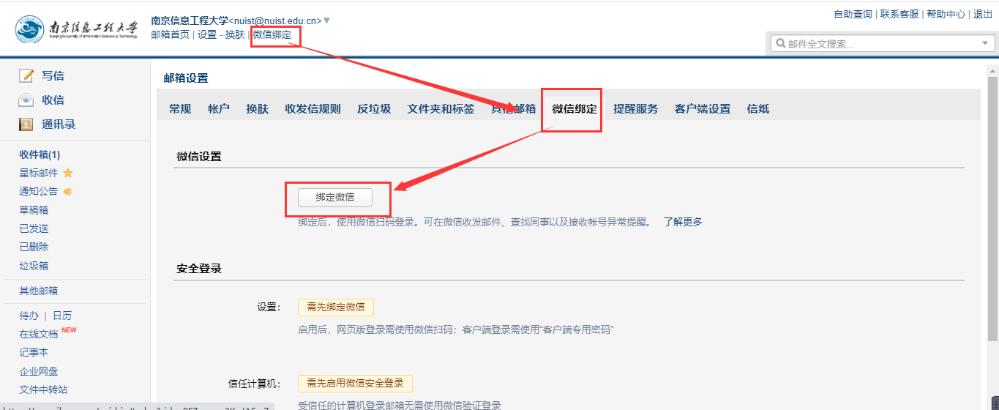 南京信息工程大学
Nanjing University of Information Science & Technology
南京信息工程大学<nuist@nuist.edu.cn>
邮箱首页 | 设置 - 换肤 | 微信绑定
自助查询 | 联系客服 | 帮助中心 | 退出
邮件全文搜索...
写信
收信
通讯录
收件箱(1)
星标邮件
通知公告
草稿箱
已发送
已删除
垃圾箱
其他邮箱
待办 | 日历
在线文档 NEW
记事本
企业网盘
文件中转站
邮箱设置
常规 帐户 换肤 收发信规则 反垃圾 文件夹和标签 其他邮箱 微信绑定 提醒服务 客户端设置 信纸
微信设置
绑定微信
绑定后，使用微信扫码登录。可在微信收发邮件、查找同事以及接收帐号异常提醒。 了解更多
安全登录
设置： 需先绑定微信
启用后，网页版登录需使用微信扫码；客户端登录需使用“客户端专用密码”
信任计算机： 需先启用微信安全登录
受信任的计算机登录邮箱无需使用微信验证登录